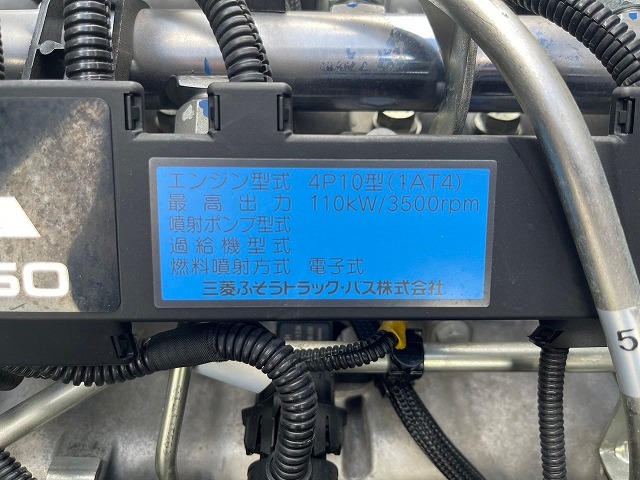 エンジン型式 4P10型(1AT4)
最高出力 110kW/3500rpm
噴射ポンプ型式
過給機型式
燃料噴射方式 電子式
三菱ふそうトラック・バス株式会社
50
5